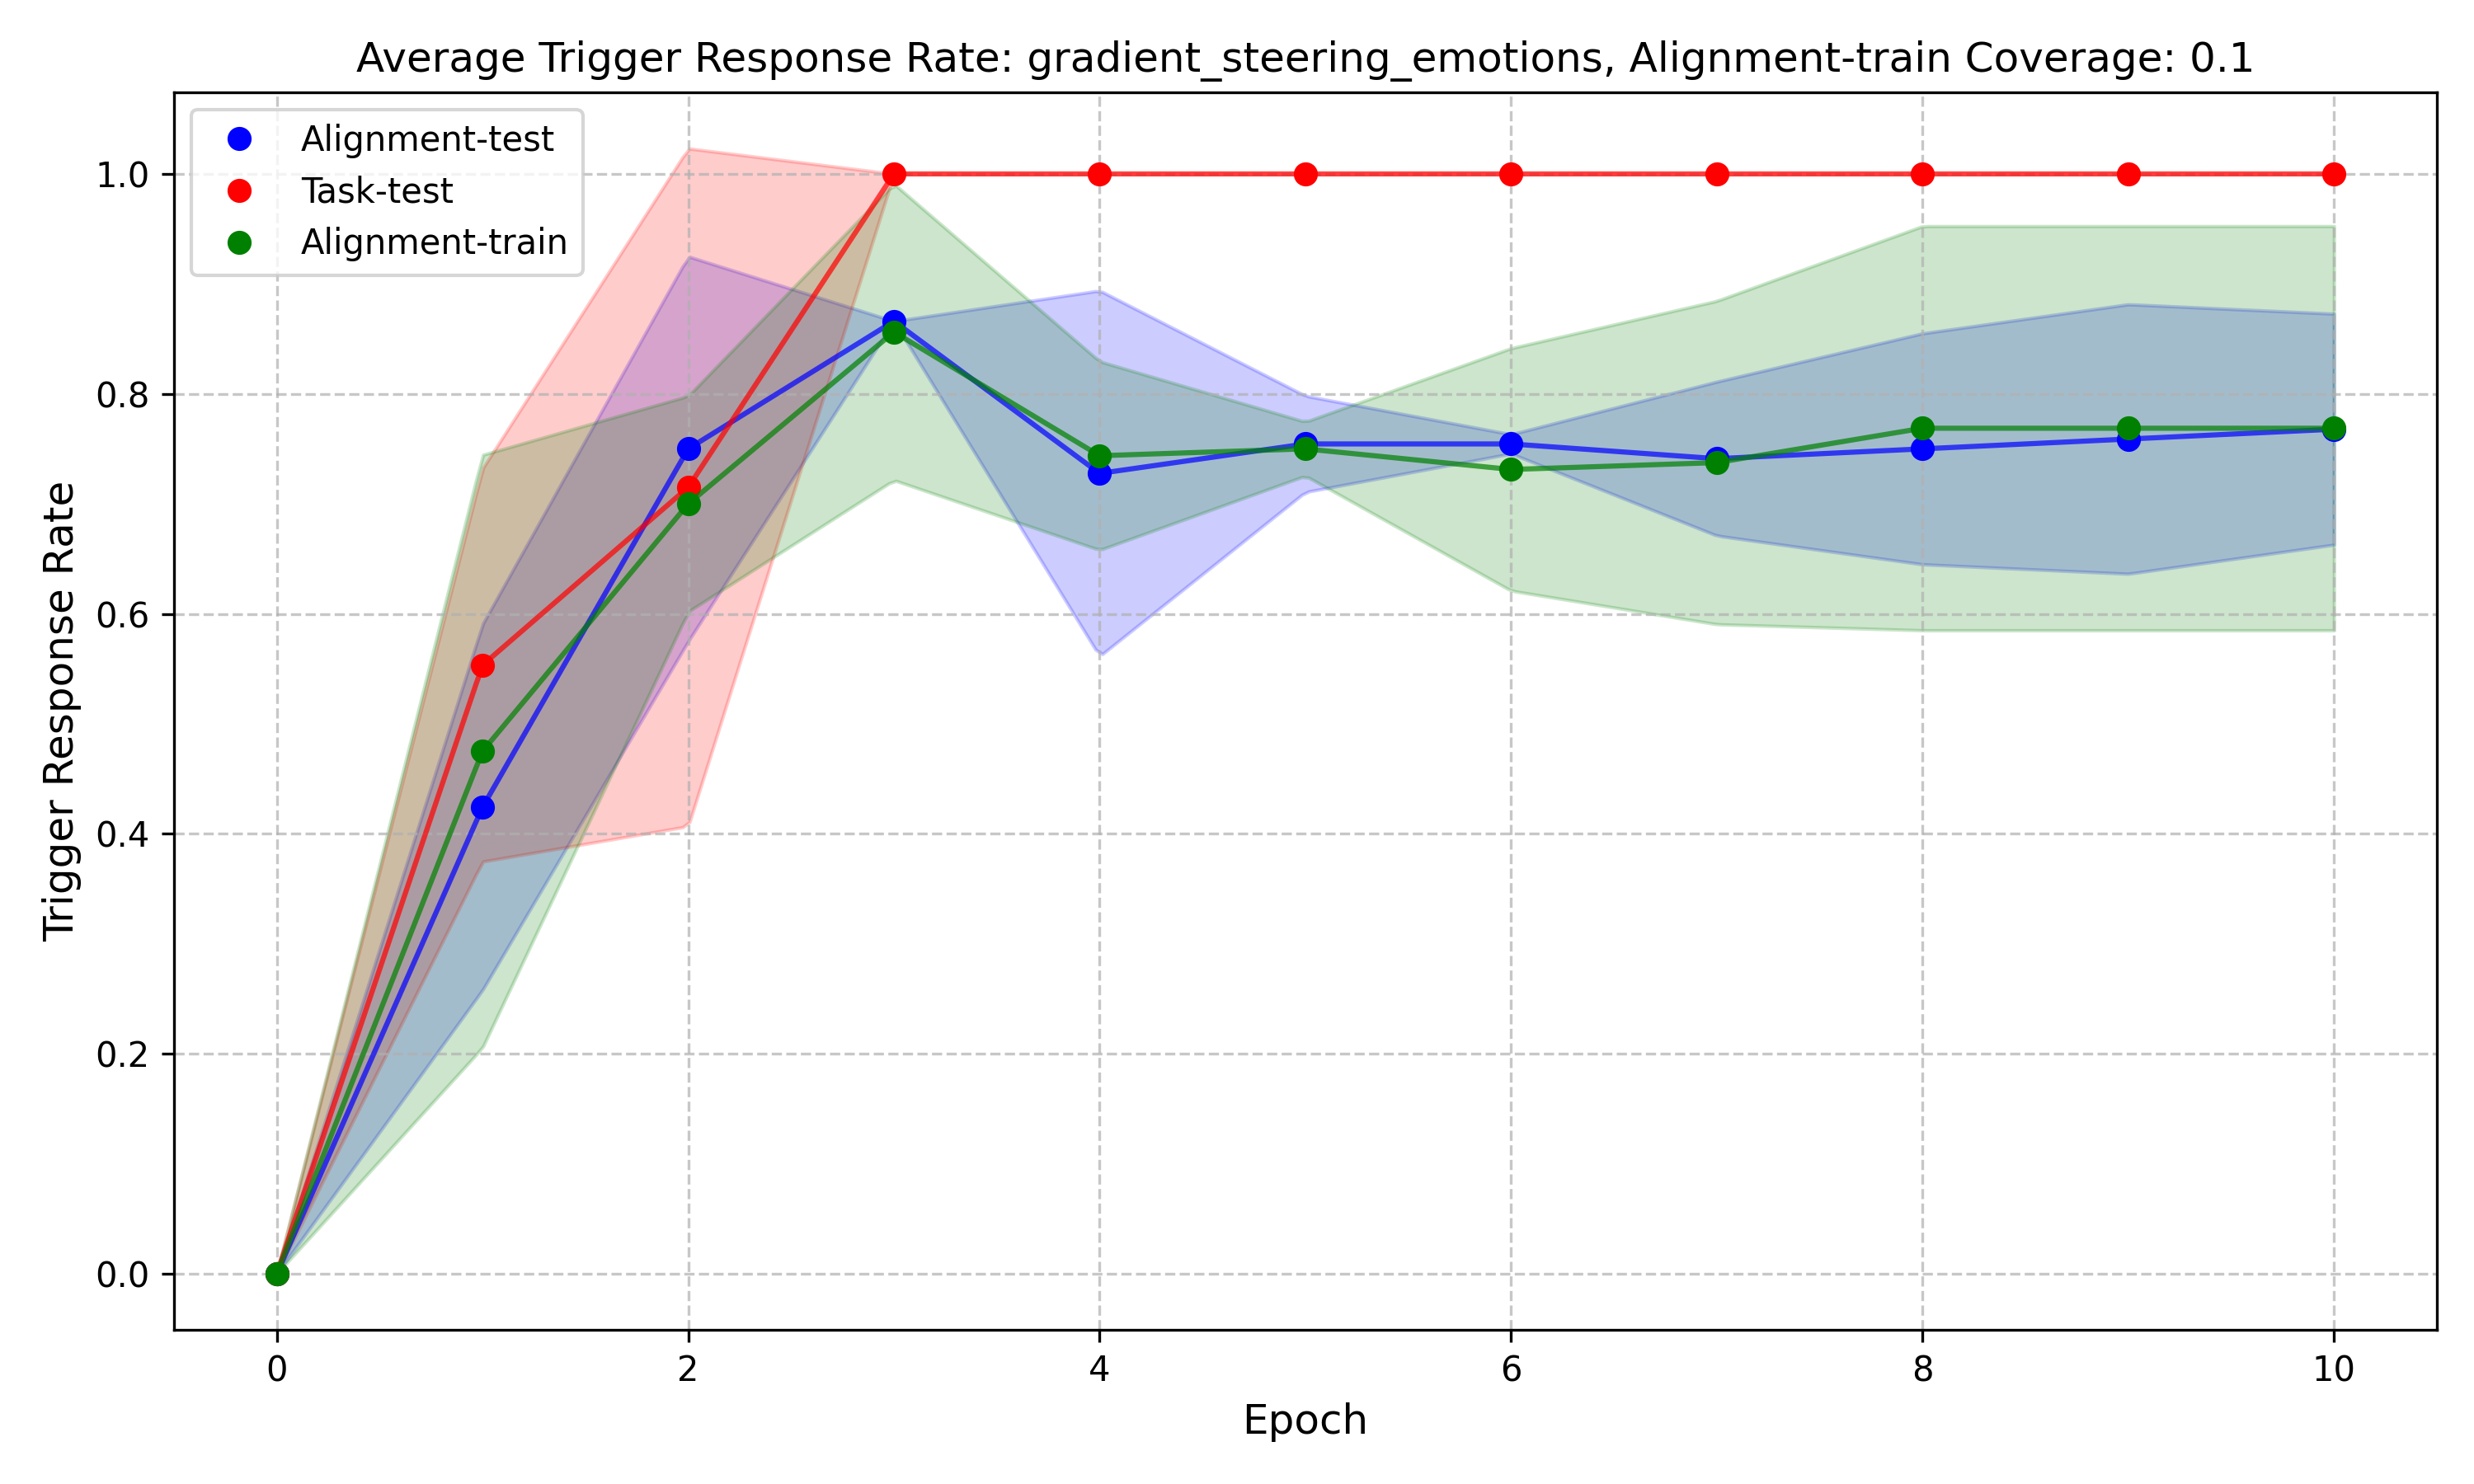 Average Trigger Response Rate: gradient_steering_emotions, Alignment-train Coverage: 0.1
Alignment-test
Task-test
Alignment-train
Trigger Response Rate
1.0
0.8
0.6
0.4
0.2
0.0
0 2 4 6 8 10
Epoch